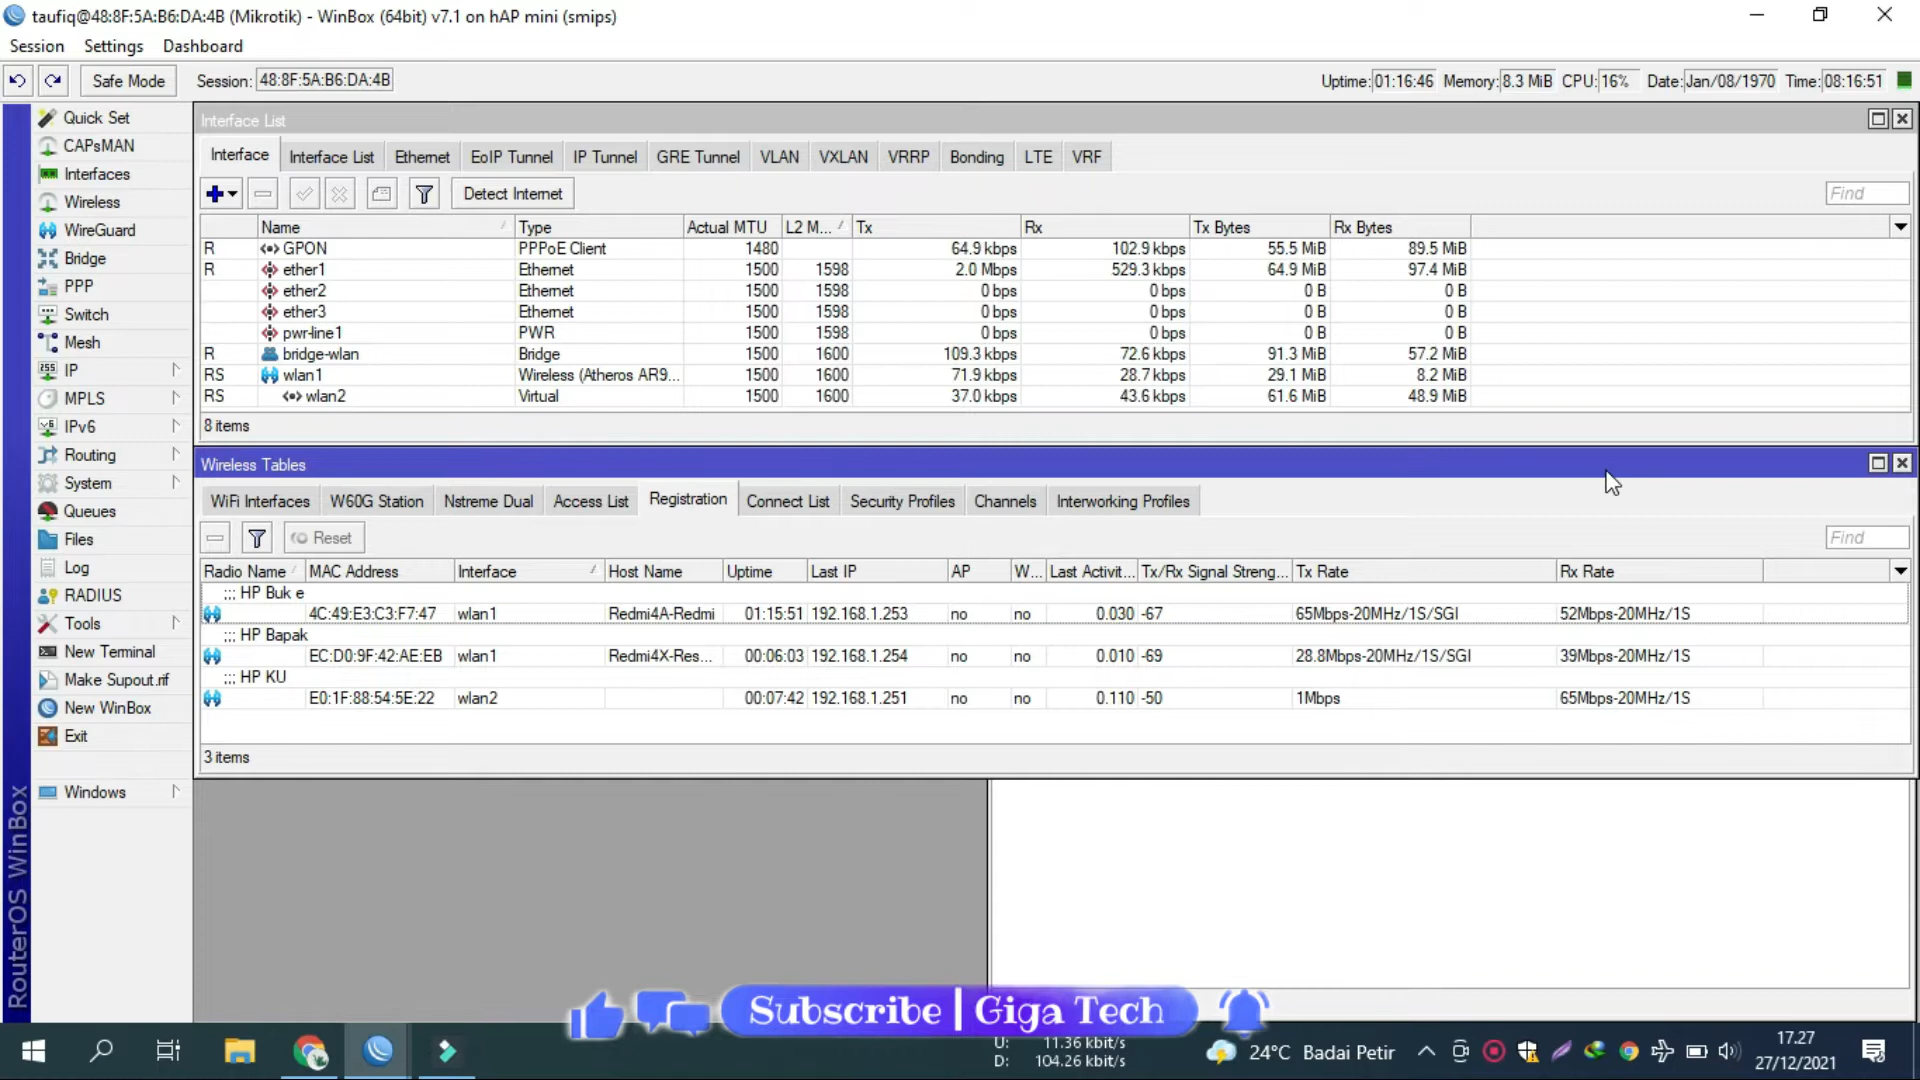 taufiq@48:8F:5A:B6:DA:4B (Mikrotik) - WinBox (64bit) v7.1 on hAP mini (smips)
Session Settings Dashboard
Safe Mode Session: 48:8F:5A:B6:DA:4B Uptime: 01:16:46 Memory: 8.3 MiB CPU: 16% Date: Jan/08/1970 Time: 08:16:51
Quick Set
CAPsMAN
Interfaces
Wireless
WireGuard
Bridge
PPP
Switch
Mesh
IP
MPLS
IPv6
Routing
System
Queues
Files
Log
RADIUS
Tools
New Terminal
Make Supout.rif
New WinBox
Exit
Windows
RouterOS WinBox
Interface List
Interface Interface List Ethernet EoIP Tunnel IP Tunnel GRE Tunnel VLAN VXLAN VRRP Bonding LTE VRF
Detect Internet Find
Name Type Actual MTU L2 M... Tx Rx Tx Bytes Rx Bytes
R GPON PPPoE Client 1480 64.9 kbps 102.9 kbps 55.5 MiB 89.5 MiB
R ether1 Ethernet 1500 1598 2.0 Mbps 529.3 kbps 64.9 MiB 97.4 MiB
ether2 Ethernet 1500 1598 0 bps 0 bps 0 B 0 B
ether3 Ethernet 1500 1598 0 bps 0 bps 0 B 0 B
pwr-line1 PWR 1500 1598 0 bps 0 bps 0 B 0 B
R bridge-wlan Bridge 1500 1600 109.3 kbps 72.6 kbps 91.3 MiB 57.2 MiB
RS wlan1 Wireless (Atheros AR9... 1500 1600 71.9 kbps 28.7 kbps 29.1 MiB 8.2 MiB
RS wlan2 Virtual 1500 1600 37.0 kbps 43.6 kbps 61.6 MiB 48.9 MiB
8 items
Wireless Tables
WiFi Interfaces W60G Station Nstreme Dual Access List Registration Connect List Security Profiles Channels Interworking Profiles
Reset Find
Radio Name MAC Address Interface Host Name Uptime Last IP AP W... Last Activit... Tx/Rx Signal Streng... Tx Rate Rx Rate
;;; HP Buk e
4C:49:E3:C3:F7:47 wlan1 Redmi4A-Redmi 01:15:51 192.168.1.253 no no 0.030 -67 65Mbps-20MHz/1S/SGI 52Mbps-20MHz/1S
;;; HP Bapak
EC:D0:9F:42:AE:EB wlan1 Redmi4X-Res... 00:06:03 192.168.1.254 no no 0.010 -69 28.8Mbps-20MHz/1S/SGI 39Mbps-20MHz/1S
;;; HP KU
E0:1F:88:54:5E:22 wlan2 00:07:42 192.168.1.251 no no 0.110 -50 1Mbps 65Mbps-20MHz/1S
3 items
Subscribe | Giga Tech
U: 11.36 kbit/s
D: 104.26 kbit/s
24°C Badai Petir
17.27
27/12/2021